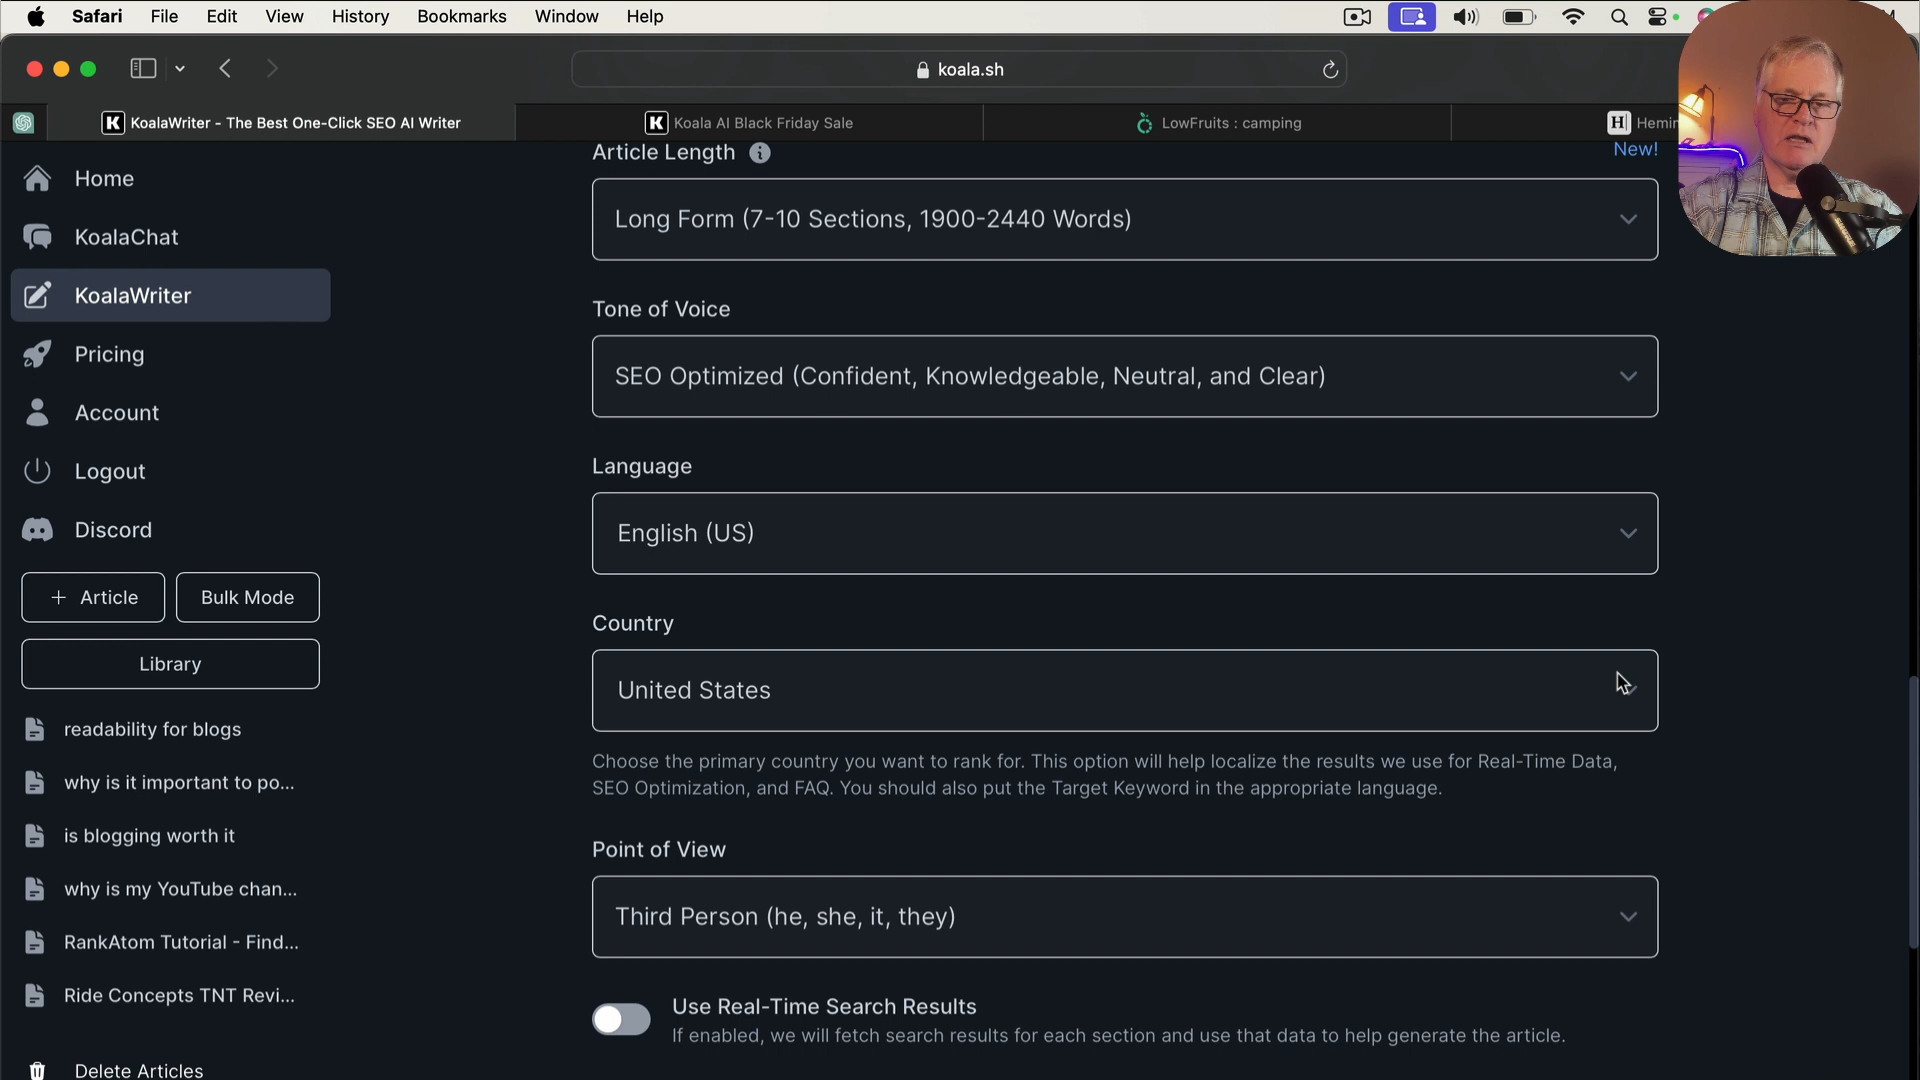 Safari File Edit View History Bookmarks Window Help
koala.sh
KoalaWriter - The Best One-Click SEO AI Writer
Koala AI Black Friday Sale
LowFruits : camping
Home
KoalaChat
KoalaWriter
Pricing
Account
Logout
Discord
+ Article
Bulk Mode
Library
readability for blogs
why is it important to po...
is blogging worth it
why is my YouTube chan...
RankAtom Tutorial - Find...
Ride Concepts TNT Revi...
Delete Articles
Article Length
New!
Long Form (7-10 Sections, 1900-2440 Words)
Tone of Voice
SEO Optimized (Confident, Knowledgeable, Neutral, and Clear)
Language
English (US)
Country
United States
Choose the primary country you want to rank for. This option will help localize the results we use for Real-Time Data,
SEO Optimization, and FAQ. You should also put the Target Keyword in the appropriate language.
Point of View
Third Person (he, she, it, they)
Use Real-Time Search Results
If enabled, we will fetch search results for each section and use that data to help generate the article.